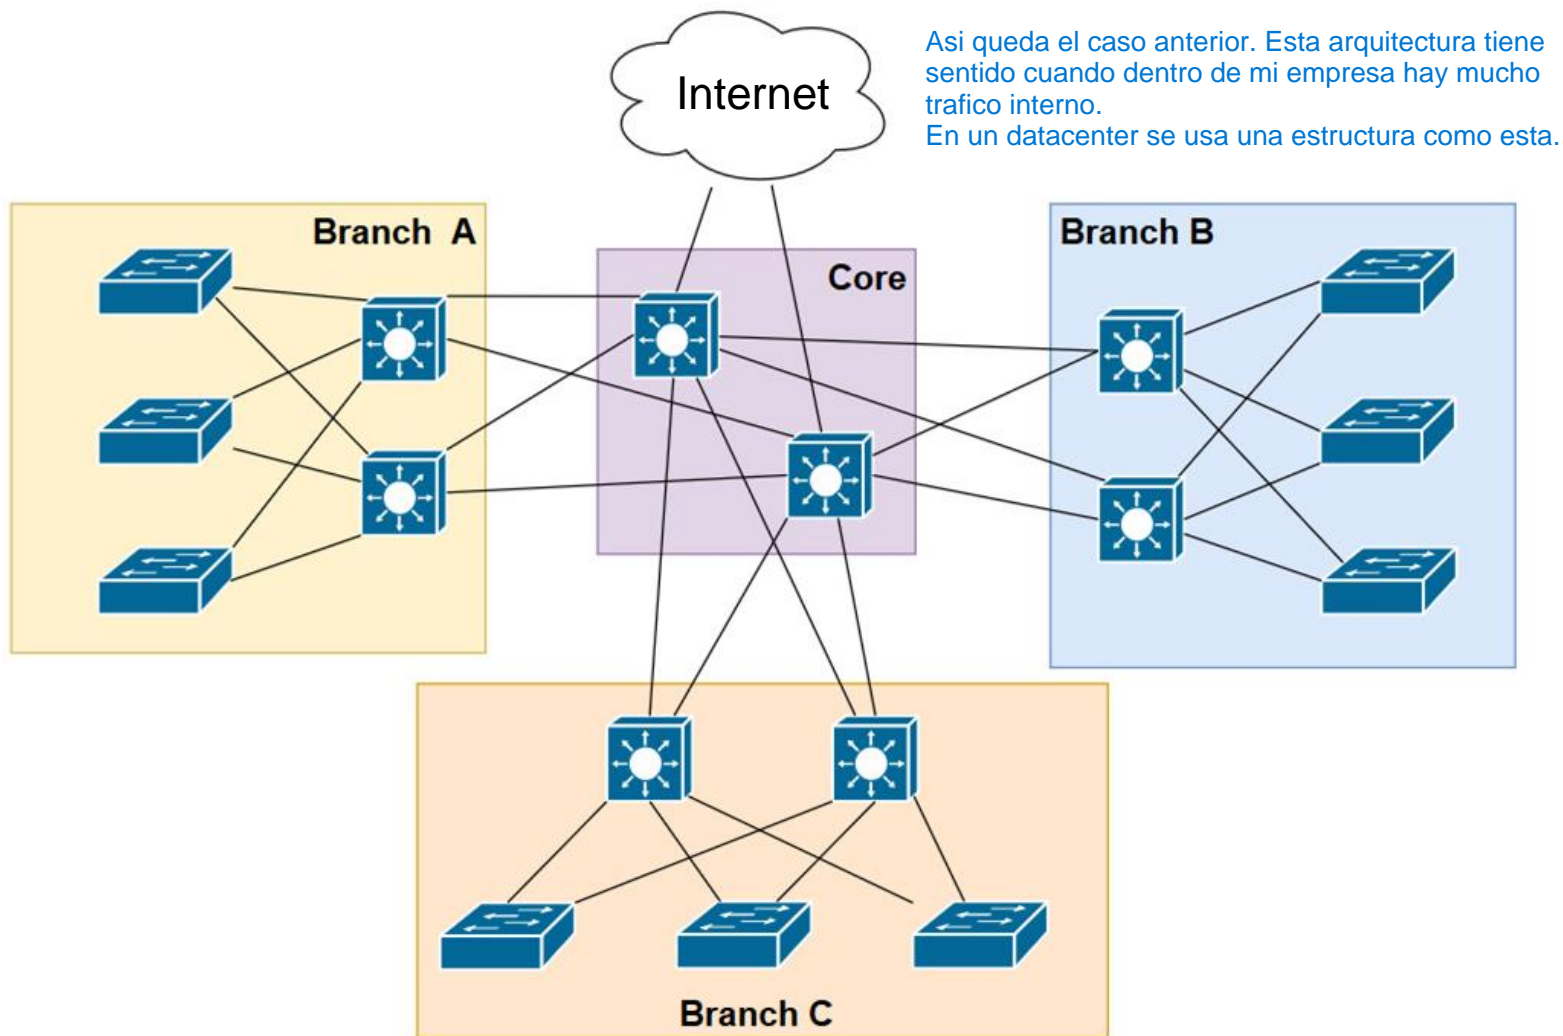 Internet
Asi queda el caso anterior. Esta arquitectura tiene
sentido cuando dentro de mi empresa hay mucho
trafico interno.
En un datacenter se usa una estructura como esta.
Branch A
Core
Branch B
Branch C